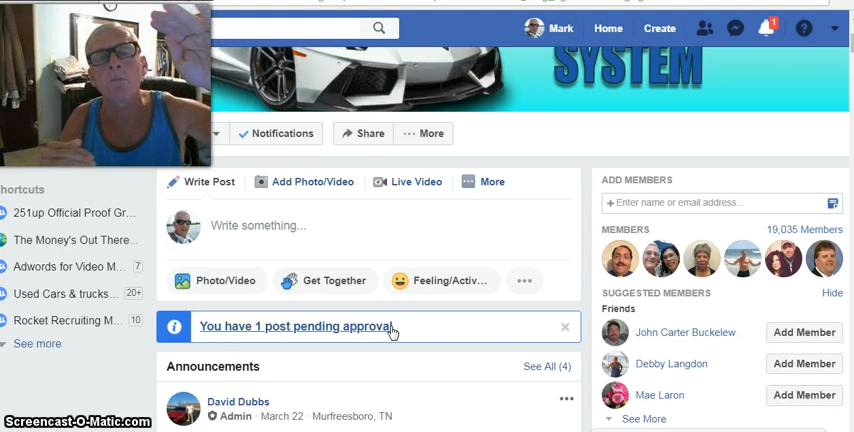 Mark Home Create 1
SYSTEM
Notifications Share More
Write Post Add Photo/Video Live Video More
Write something...
Photo/Video Get Together Feeling/Activ...
You have 1 post pending approval
Announcements See All (4)
David Dubbs
Admin · March 22 · Murfreesboro, TN
hortcuts
251up Official Proof Gr...
The Money's Out There...
Adwords for Video M... 7
Used Cars & trucks... 20+
Rocket Recruiting M... 10
See more
ADD MEMBERS
+ Enter name or email address...
MEMBERS 19,035 Members
SUGGESTED MEMBERS Hide
Friends
John Carter Buckelew Add Member
Debby Langdon Add Member
Mae Laron Add Member
See More
Screencast-O-Matic.com